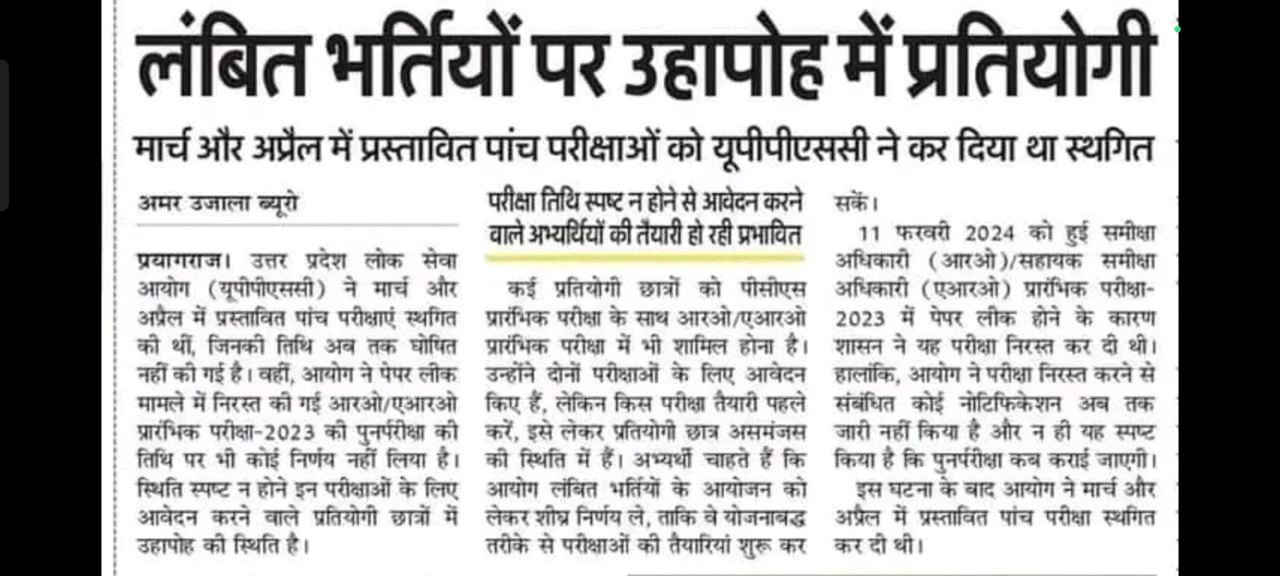 लंबित भर्तियों पर उहापोह में प्रतियोगी
मार्च और अप्रैल में प्रस्तावित पांच परीक्षाओं को यूपीपीएससी ने कर दिया था स्थगित
अमर उजाला ब्यूरो
प्रयागराज। उत्तर प्रदेश लोक सेवा
आयोग (यूपीपीएससी) ने मार्च और
अप्रैल में प्रस्तावित पांच परीक्षाएं स्थगित
की थीं, जिनकी तिथि अब तक घोषित
नहीं की गई है। वहीं, आयोग ने पेपर लीक
मामले में निरस्त की गई आरओ/एआरओ
प्रारंभिक परीक्षा-2023 की पुनर्परीक्षा की
तिथि पर भी कोई निर्णय नहीं लिया है।
स्थिति स्पष्ट न होने इन परीक्षाओं के लिए
आवेदन करने वाले प्रतियोगी छात्रों में
उहापोह की स्थिति है।
परीक्षा तिथि स्पष्ट न होने से आवेदन करने
वाले अभ्यर्थियों की तैयारी हो रही प्रभावित
कई प्रतियोगी छात्रों को पीसीएस
प्रारंभिक परीक्षा के साथ आरओ/एआरओ
प्रारंभिक परीक्षा में भी शामिल होना है।
उन्होंने दोनों परीक्षाओं के लिए आवेदन
किए हैं, लेकिन किस परीक्षा तैयारी पहले
करें, इसे लेकर प्रतियोगी छात्र असमंजस
की स्थिति में हैं। अभ्यर्थी चाहते हैं कि
आयोग लंबित भर्तियों के आयोजन को
लेकर शीघ्र निर्णय ले, ताकि वे योजनाबद्ध
तरीके से परीक्षाओं की तैयारियां शुरू कर
सकें।
11 फरवरी 2024 को हुई समीक्षा
अधिकारी (आरओ)/सहायक समीक्षा
अधिकारी (एआरओ) प्रारंभिक परीक्षा-
2023 में पेपर लीक होने के कारण
शासन ने यह परीक्षा निरस्त कर दी थी।
हालांकि, आयोग ने परीक्षा निरस्त करने से
संबंधित कोई नोटिफिकेशन अब तक
जारी नहीं किया है और न ही यह स्पष्ट
किया है कि पुनर्परीक्षा कब कराई जाएगी।
इस घटना के बाद आयोग ने मार्च और
अप्रैल में प्रस्तावित पांच परीक्षा स्थगित
कर दी थी।